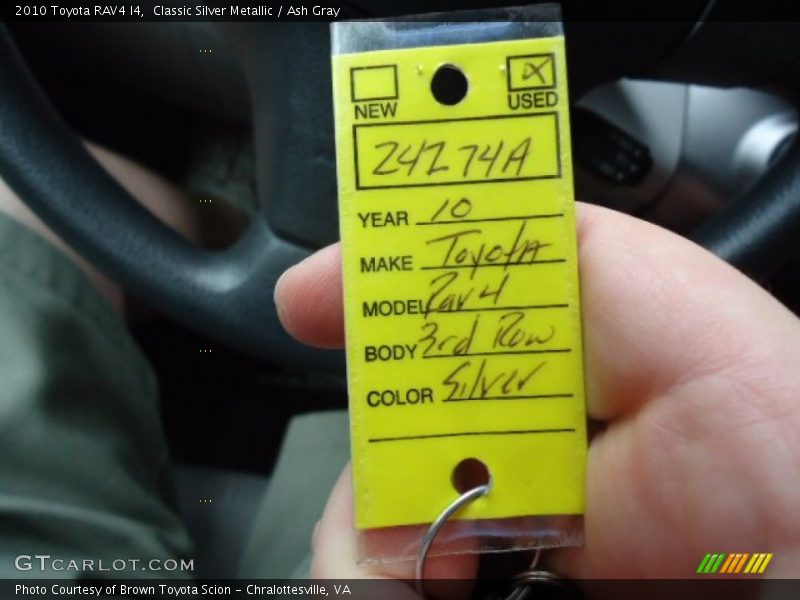 2010 Toyota RAV4 I4, Classic Silver Metallic / Ash Gray
NEW USED
24274A
YEAR 10
MAKE Toyota
MODEL Rav4
BODY 3rd Row
COLOR Silver
GTCARLOT.COM
Photo Courtesy of Brown Toyota Scion - Chralottesville, VA